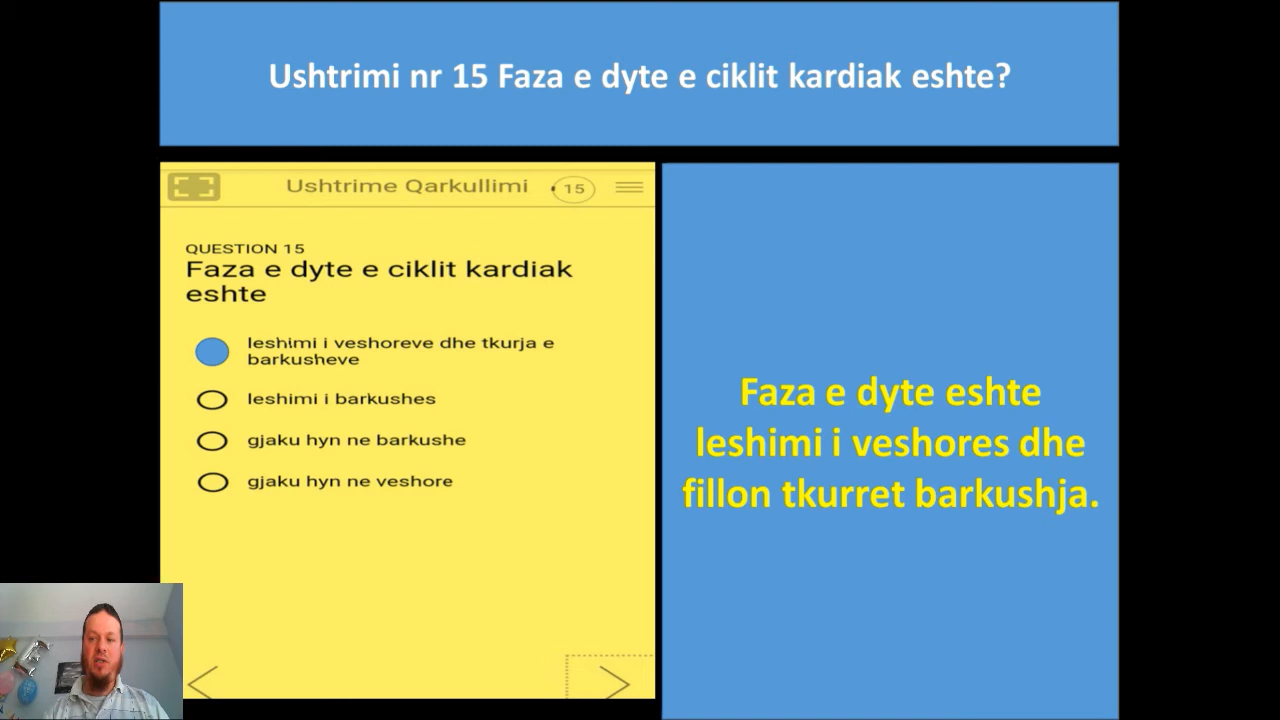 Ushtrimi nr 15 Faza e dyte e ciklit kardiak eshte?
Ushtrime Qarkullimi
15
QUESTION 15
Faza e dyte e ciklit kardiak
eshte
leshimi i veshoreve dhe tkurja e
barkusheve
leshimi i barkushes
gjaku hyn ne barkushe
gjaku hyn ne veshore
Faza e dyte eshte
leshimi i veshores dhe
fillon tkurret barkushja.